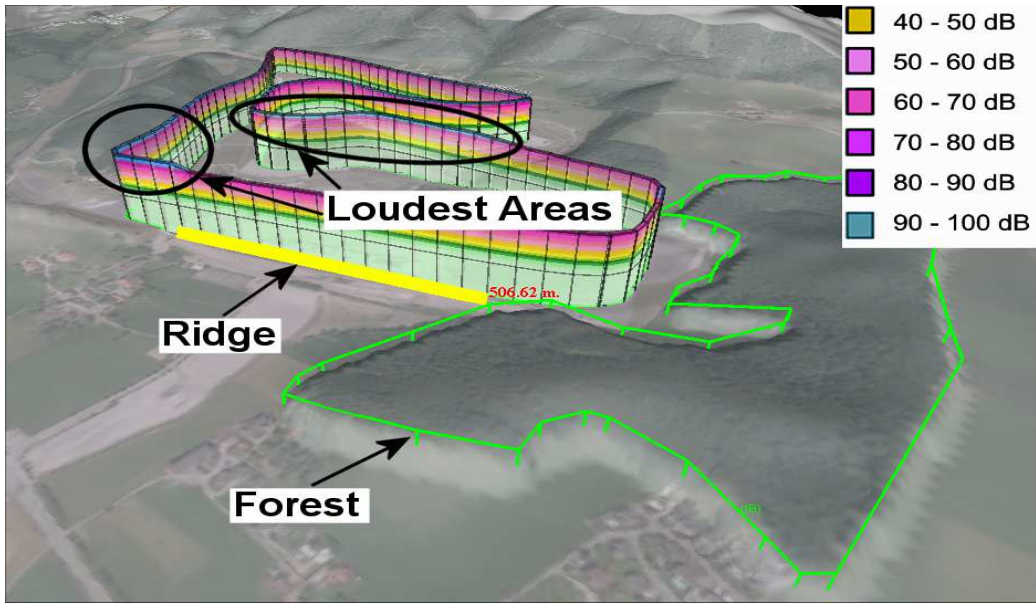 40 - 50 dB
50 - 60 dB
60 - 70 dB
70 - 80 dB
80 - 90 dB
90 - 100 dB
Loudest Areas
506.62 m.
Ridge
Forest